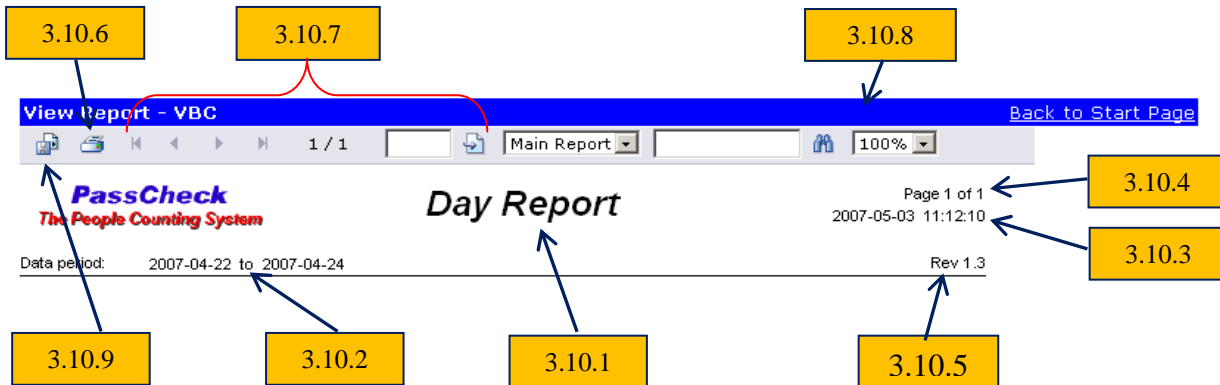 3.10.6 3.10.7 3.10.8
View Report - VBC Back to Start Page
1 / 1 Main Report 100%
PassCheck Day Report Page 1 of 1 3.10.4
The People Counting System 2007-05-03 11:12:10
3.10.3
Data period: 2007-04-22 to 2007-04-24 Rev 1.3
3.10.9 3.10.2 3.10.1 3.10.5